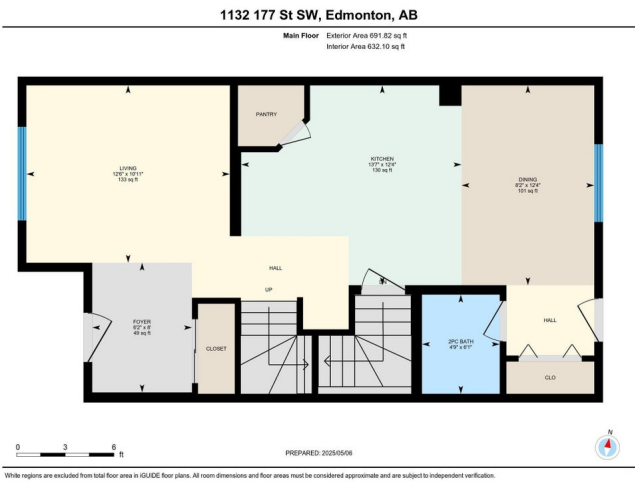 1132 177 St SW, Edmonton, AB
Main Floor Exterior Area 691.82 sq ft
Interior Area 632.10 sq ft
PANTRY
LIVING
12'6" x 10'11"
133 sq ft
KITCHEN
13'7" x 12'4"
130 sq ft
DINING
8'2" x 12'4"
101 sq ft
HALL
UP
DN
FOYER
6'2" x 8'
49 sq ft
CLOSET
2PC BATH
4'9" x 6'1"
HALL
CLO
0 3 6
ft
PREPARED: 2025/05/06
N
White regions are excluded from total floor area in iGUIDE floor plans. All room dimensions and floor areas must be considered approximate and are subject to independent verification.